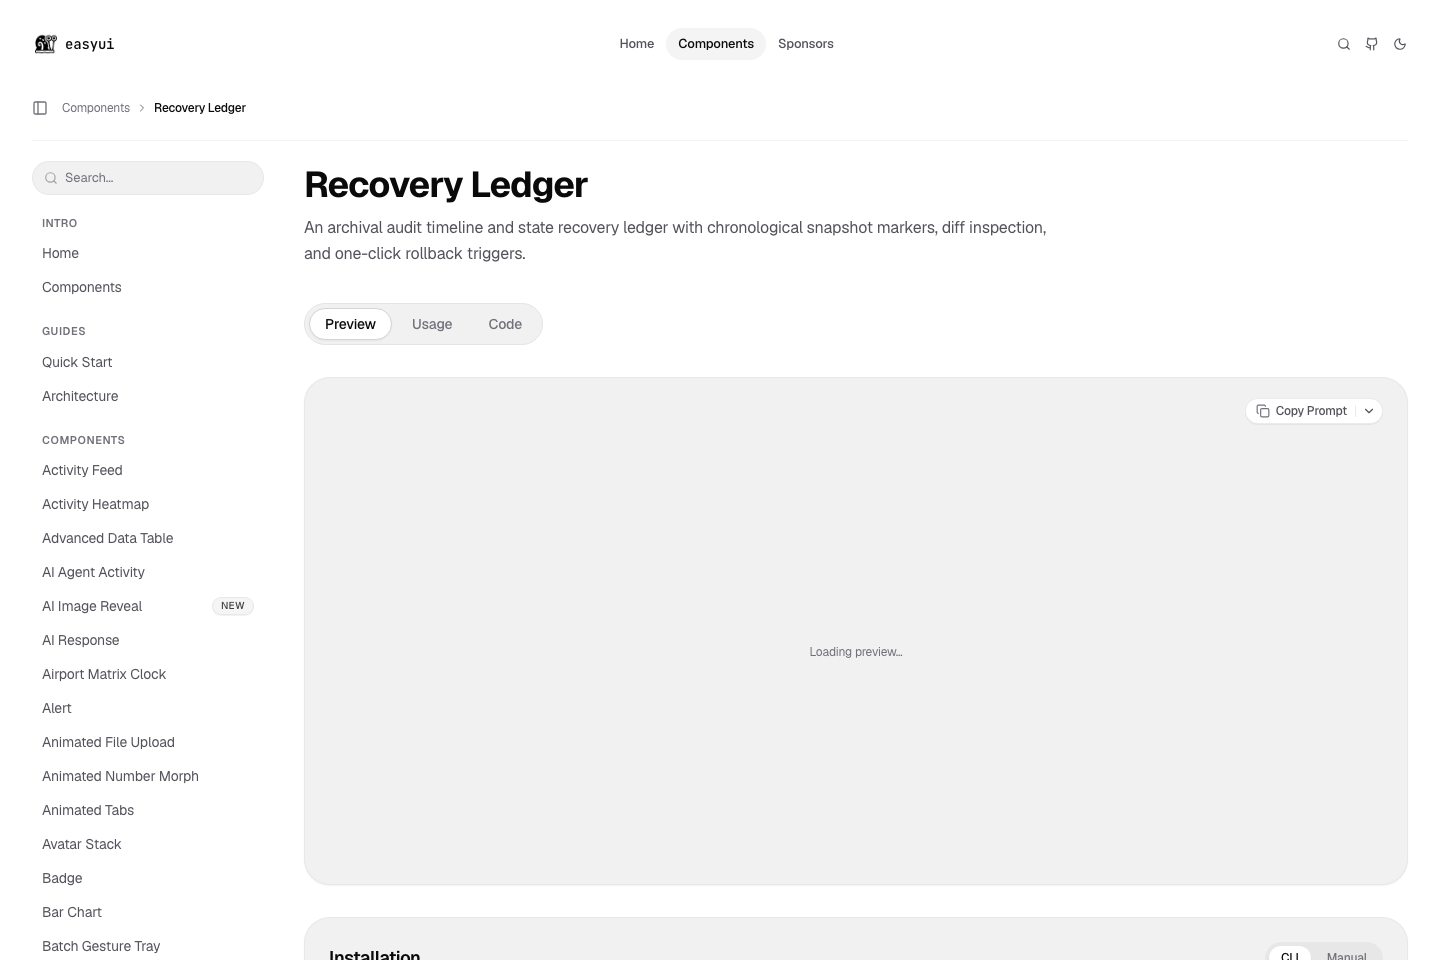 easyui
Home
Components
Sponsors
Components
Recovery Ledger
Search...
INTRO
Home
Components
GUIDES
Quick Start
Architecture
COMPONENTS
Activity Feed
Activity Heatmap
Advanced Data Table
AI Agent Activity
AI Image Reveal
NEW
AI Response
Airport Matrix Clock
Alert
Animated File Upload
Animated Number Morph
Animated Tabs
Avatar Stack
Badge
Bar Chart
Batch Gesture Tray
Recovery Ledger
An archival audit timeline and state recovery ledger with chronological snapshot markers, diff inspection,
and one-click rollback triggers.
Preview
Usage
Code
Copy Prompt
Loading preview...
Installation
CLI
Manual